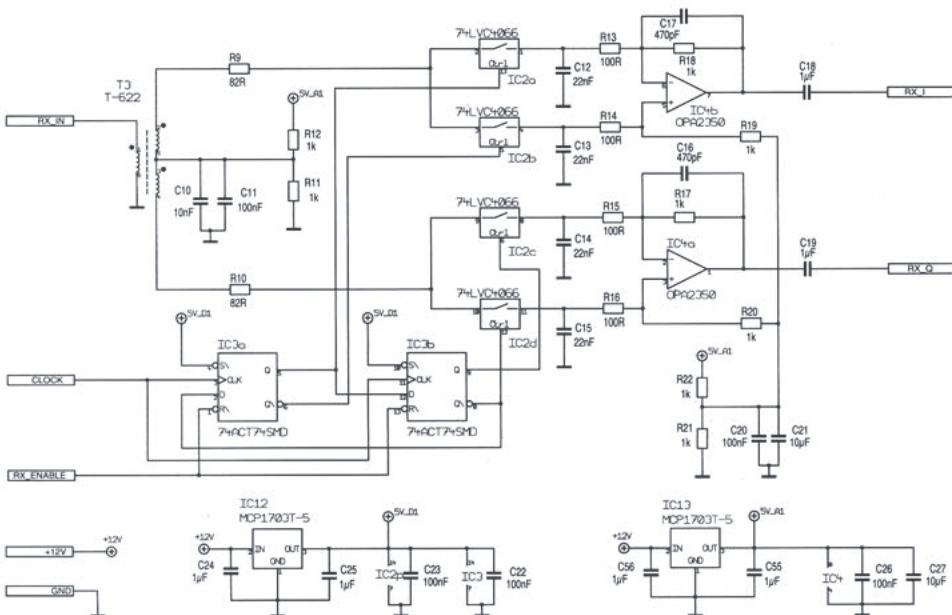 C17
470pF
74LVC4066
R13
100R
R18
1k
R9
82R
Ctrl
IC2a
C12
22nF
C18
1µF
T3
T-622
5V_A1
RX_IN
IC4b
OPA2350
RX_I
74LVC4066
R14
100R
R12
1k
Ctrl
IC2b
C13
22nF
R19
1k
C16
470pF
C10
10nF
C11
100nF
R11
1k
R17
1k
74LVC4066
R15
100R
Ctrl
IC2c
C14
22nF
IC4a
OPA2350
C19
1µF
RX_Q
R10
82R
74LVC4066
R16
100R
Ctrl
IC2d
C15
22nF
R20
1k
5V_D1
5V_D1
IC3a
IC3b
S\
CLK
D
R\
Q
Q\
S\
CLK
D
R\
Q
Q\
CLOCK
74ACT74SMD
74ACT74SMD
5V_A1
R22
1k
R21
1k
C20
100nF
C21
10µF
RX_ENABLE
IC12
MCP1703T-5
5V_D1
IC13
MCP1703T-5
5V_A1
+12V
+12V
+12V
IN
OUT
GND
C24
1µF
C25
1µF
IC2p
C23
100nF
IC3
C22
100nF
+12V
IN
OUT
GND
C56
1µF
C55
1µF
IC4
C26
100nF
C27
10µF
GND